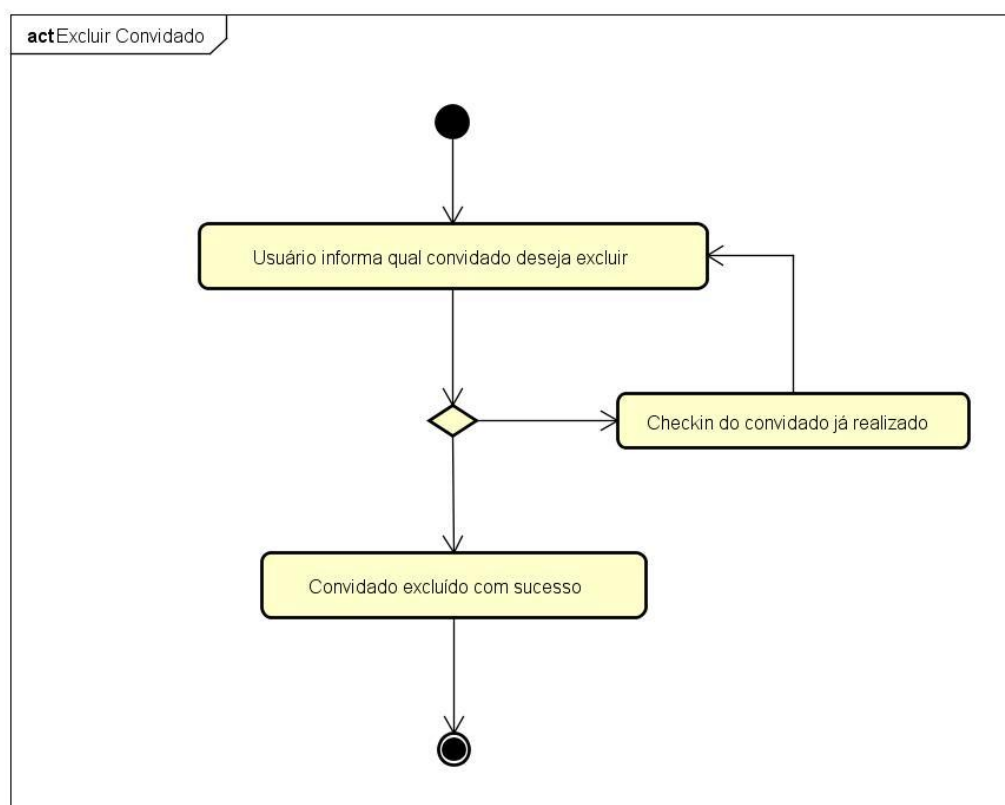 act Excluir Convidado
Usuário informa qual convidado deseja excluir
Checkin do convidado já realizado
Convidado excluído com sucesso